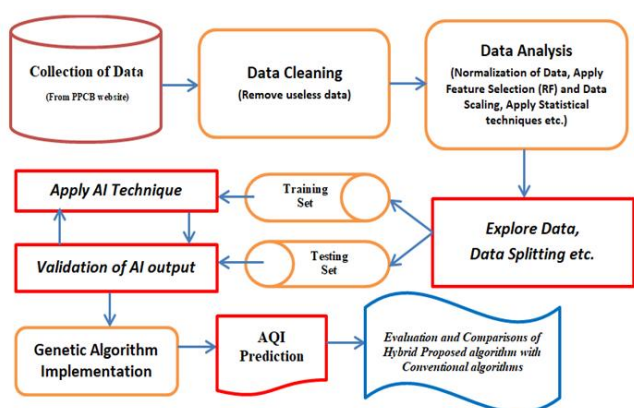 Collection of Data
(From PPCB website)
Data Cleaning
(Remove useless data)
Data Analysis
(Normalization of Data, Apply
Feature Selection (RF) and Data
Scaling, Apply Statistical
techniques etc.)
Apply AI Technique
Training
Set
Explore Data,
Data Splitting etc.
Validation of AI output
Testing
Set
Genetic Algorithm
Implementation
AQI
Prediction
Evaluation and Comparisons of
Hybrid Proposed algorithm with
Conventional algorithms